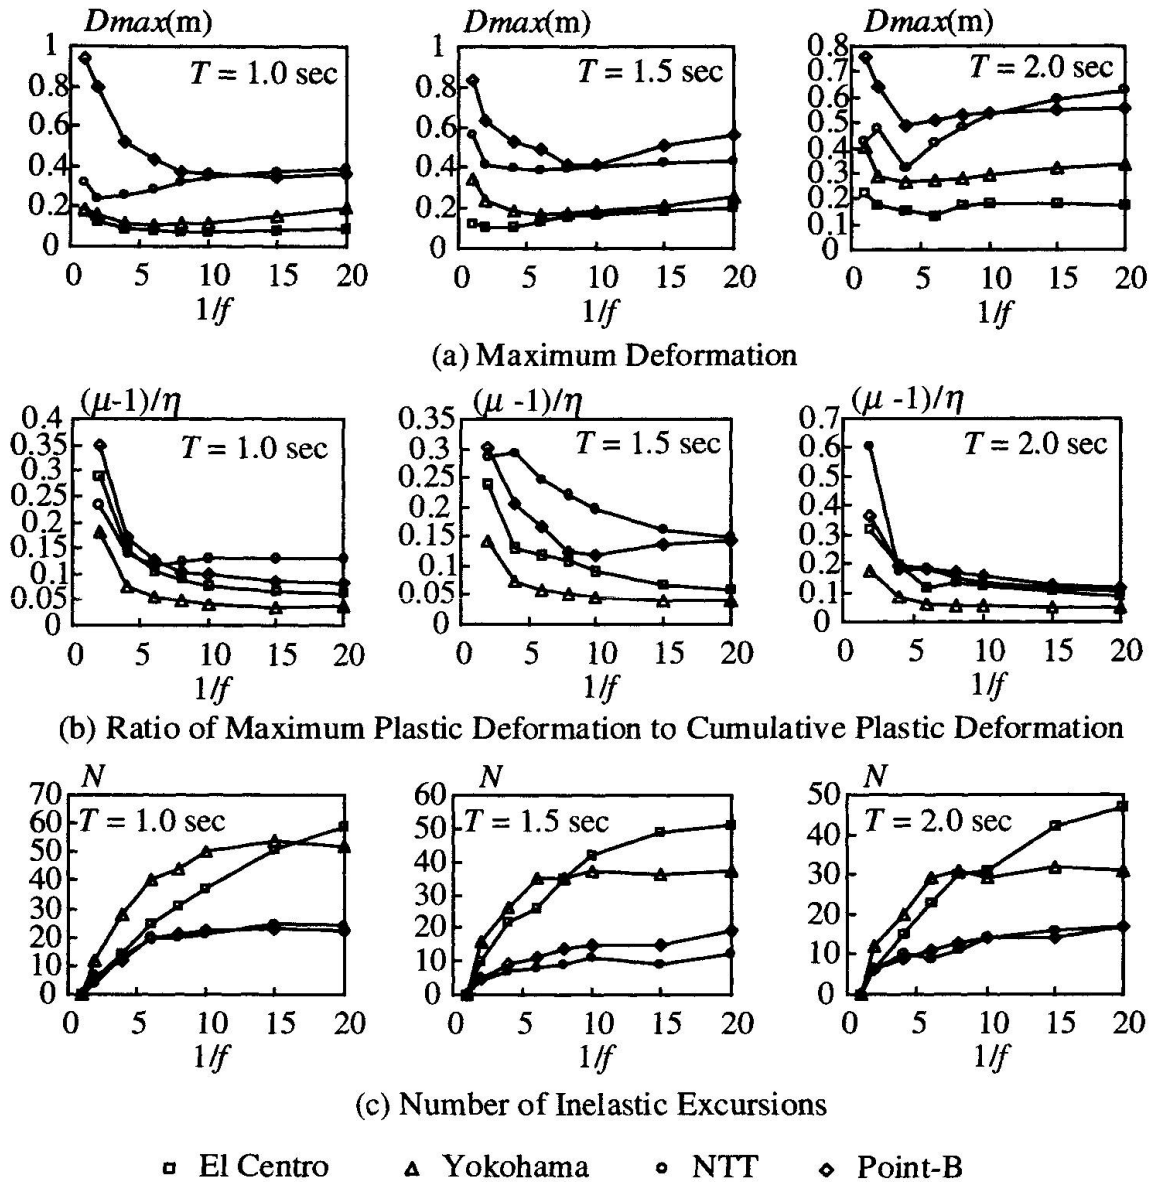 Dmax(m) Dmax(m) Dmax(m)
T = 1.0 sec T = 1.5 sec T = 2.0 sec
1 0.8 0.6 0.4 0.2 0
1 0.8 0.6 0.4 0.2 0
0.8 0.7 0.6 0.5 0.4 0.3 0.2 0.1 0
0 5 10 15 20 0 5 10 15 20 0 5 10 15 20
1/f 1/f 1/f
(a) Maximum Deformation
(μ-1)/η (μ -1)/η (μ -1)/η
T = 1.0 sec T = 1.5 sec T = 2.0 sec
0.4 0.35 0.3 0.25 0.2 0.15 0.1 0.05 0
0.35 0.3 0.25 0.2 0.15 0.1 0.05 0
0.7 0.6 0.5 0.4 0.3 0.2 0.1 0
0 5 10 15 20 0 5 10 15 20 0 5 10 15 20
1/f 1/f 1/f
(b) Ratio of Maximum Plastic Deformation to Cumulative Plastic Deformation
N N N
T = 1.0 sec T = 1.5 sec T = 2.0 sec
70 60 50 40 30 20 10 0
60 50 40 30 20 10 0
50 40 30 20 10 0
0 5 10 15 20 0 5 10 15 20 0 5 10 15 20
1/f 1/f 1/f
(c) Number of Inelastic Excursions
El Centro Yokohama NTT Point-B